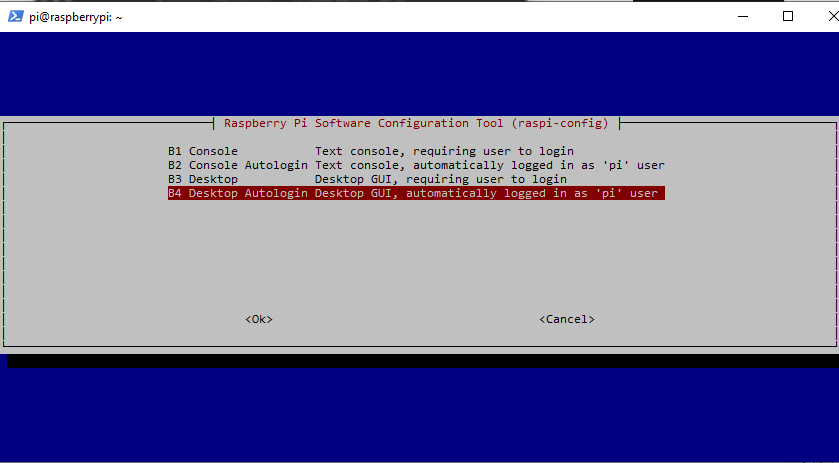 pi@raspberrypi: ~
Raspberry Pi Software Configuration Tool (raspi-config)
B1 Console Text console, requiring user to login
B2 Console Autologin Text console, automatically logged in as 'pi' user
B3 Desktop Desktop GUI, requiring user to login
B4 Desktop Autologin Desktop GUI, automatically logged in as 'pi' user
<Ok> <Cancel>